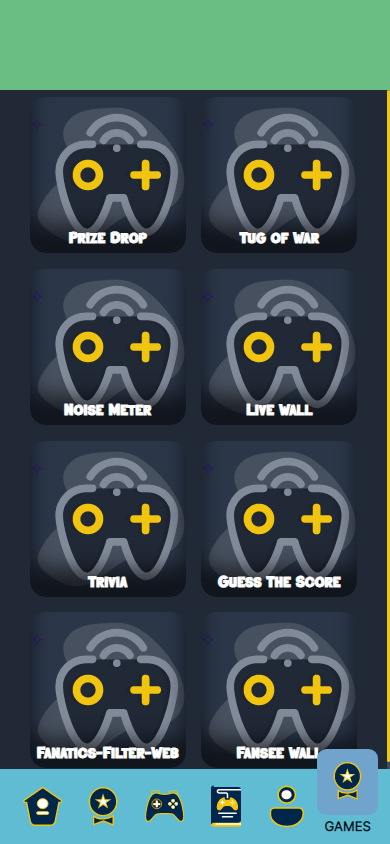 Prize Drop
Tug of War
Noise Meter
Live Wall
Trivia
Guess The Score
Fanatics-Filter-Web
Fansee Wall
GAMES